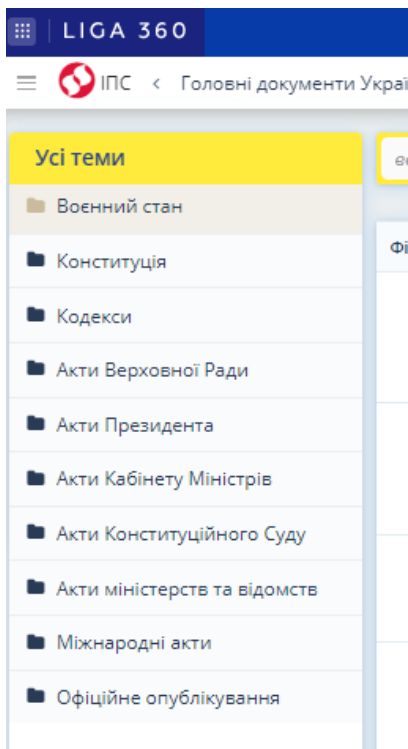 LIGA 360
ІПС < Головні документи Украї
Усі теми
Воєнний стан
Фі
Конституція
Кодекси
Акти Верховної Ради
Акти Президента
Акти Кабінету Міністрів
Акти Конституційного Суду
Акти міністерств та відомств
Міжнародні акти
Офіційне опублікування